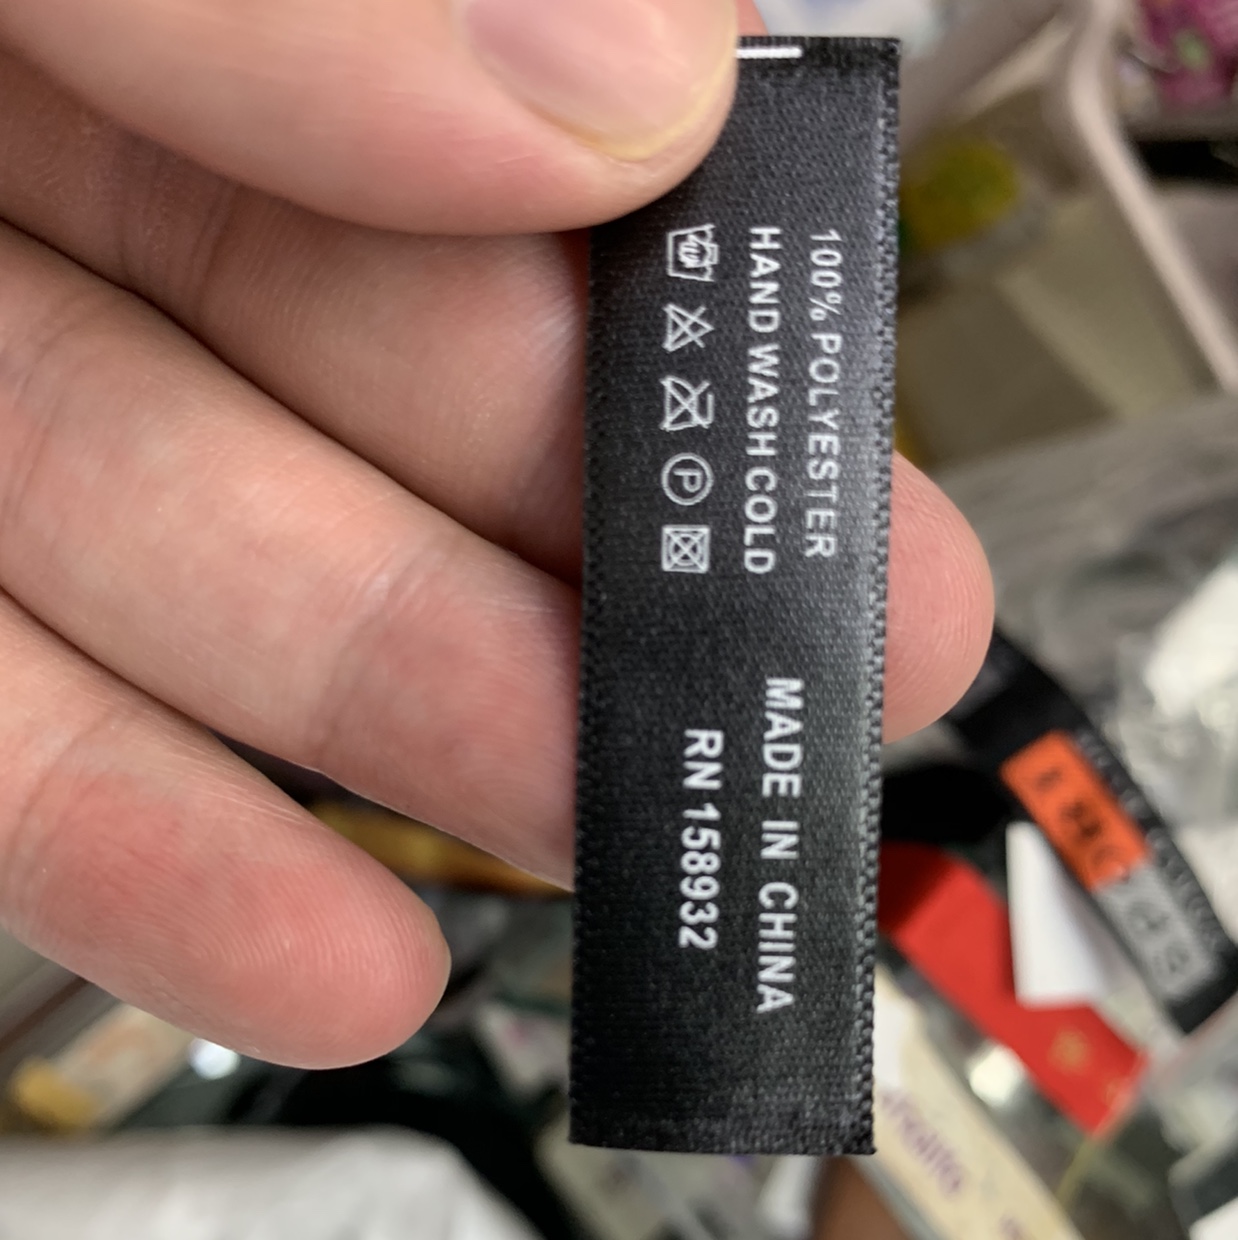 100% POLYESTER
HAND WASH COLD
P
MADE IN CHINA
RN 158932